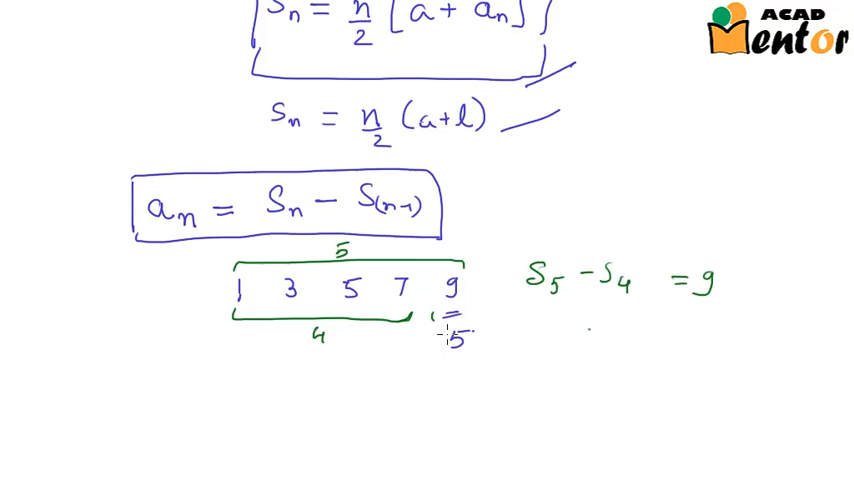 Sn = n/2 [a + an]
ACAD
Mentor
Sn = n/2 (a+l)
an = Sn - S(n-1)
5
1 3 5 7 9
S5 - S4 = 9
4
5